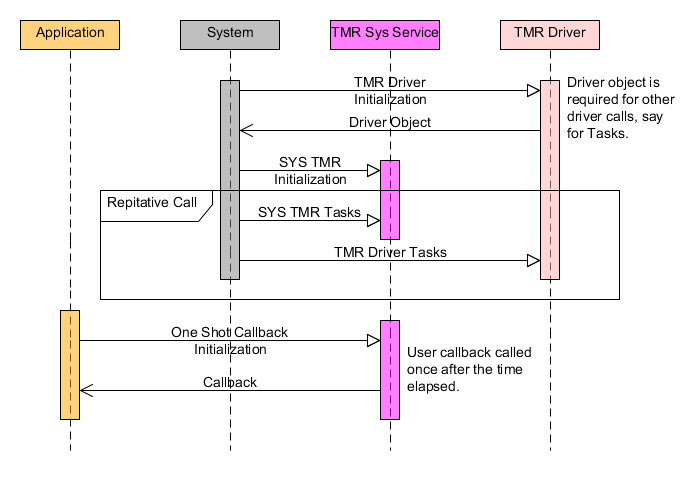 Application
System
TMR Sys Service
TMR Driver
TMR Driver
Initialization
Driver object is
required for other
driver calls, say
for Tasks.
Driver Object
SYS TMR
Initialization
Repitative Call
SYS TMR Tasks
TMR Driver Tasks
One Shot Callback
Initialization
User callback called
once after the time
elapsed.
Callback